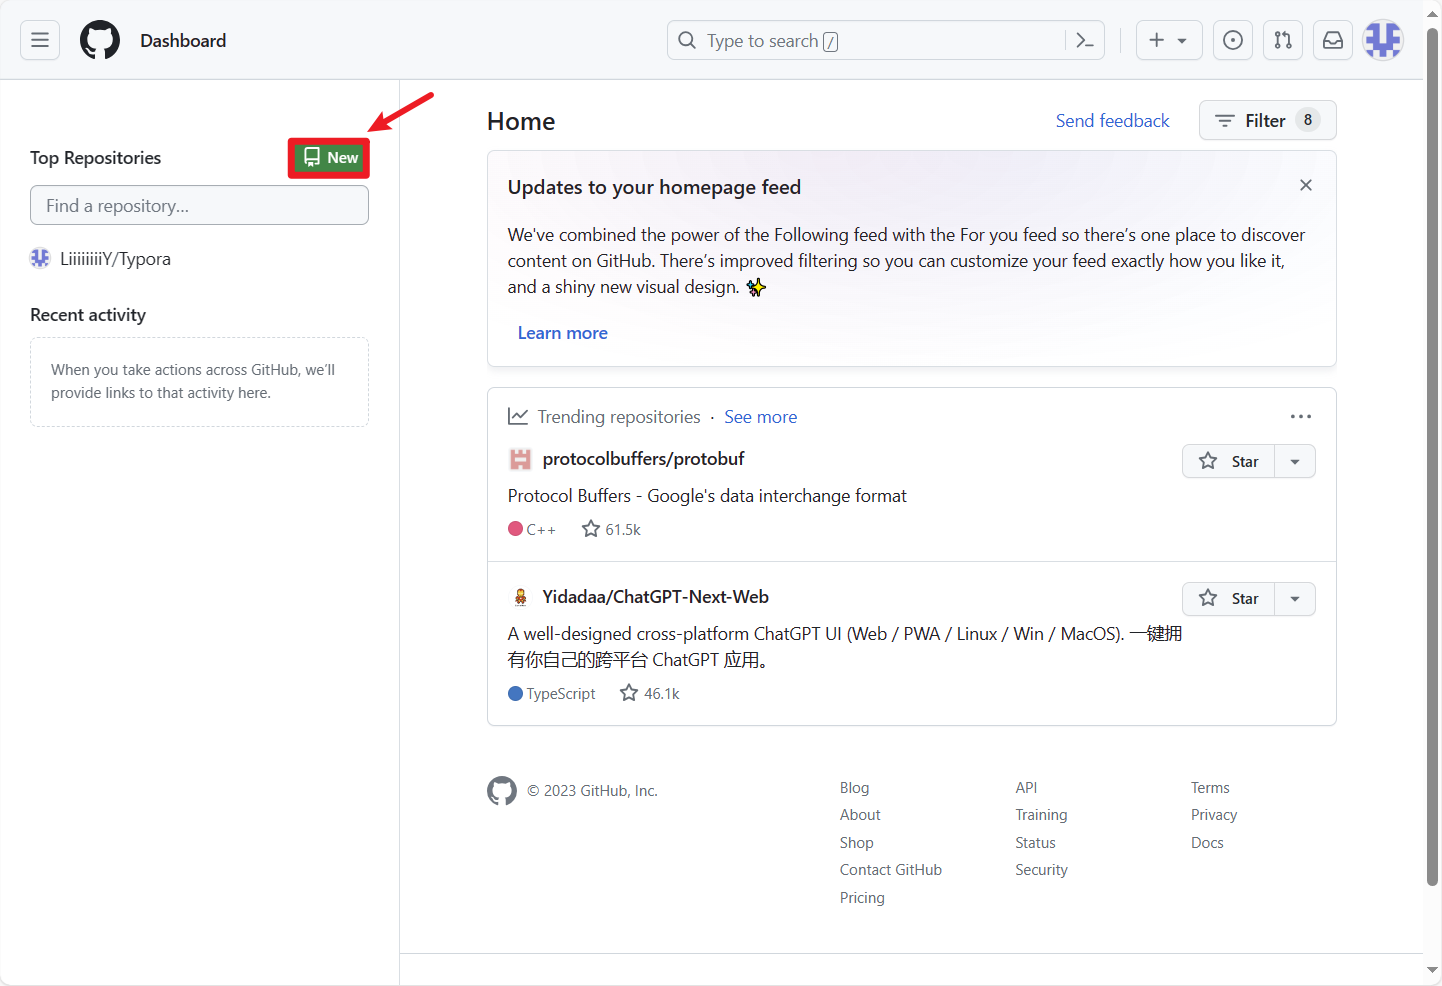 Dashboard
Type to search /
Top Repositories
New
Find a repository…
LiiiiiiiiY/Typora
Recent activity
When you take actions across GitHub, we'll
provide links to that activity here.
Home
Send feedback
Filter 8
Updates to your homepage feed
We've combined the power of the Following feed with the For you feed so there's one place to discover
content on GitHub. There's improved filtering so you can customize your feed exactly how you like it,
and a shiny new visual design. ✨
Learn more
Trending repositories · See more
protocolbuffers/protobuf
Star
Protocol Buffers - Google's data interchange format
C++ 61.5k
Yidadaa/ChatGPT-Next-Web
Star
A well-designed cross-platform ChatGPT UI (Web / PWA / Linux / Win / MacOS). 一键拥
有你自己的跨平台 ChatGPT 应用。
TypeScript 46.1k
© 2023 GitHub, Inc.
Blog
About
Shop
Contact GitHub
Pricing
API
Training
Status
Security
Terms
Privacy
Docs